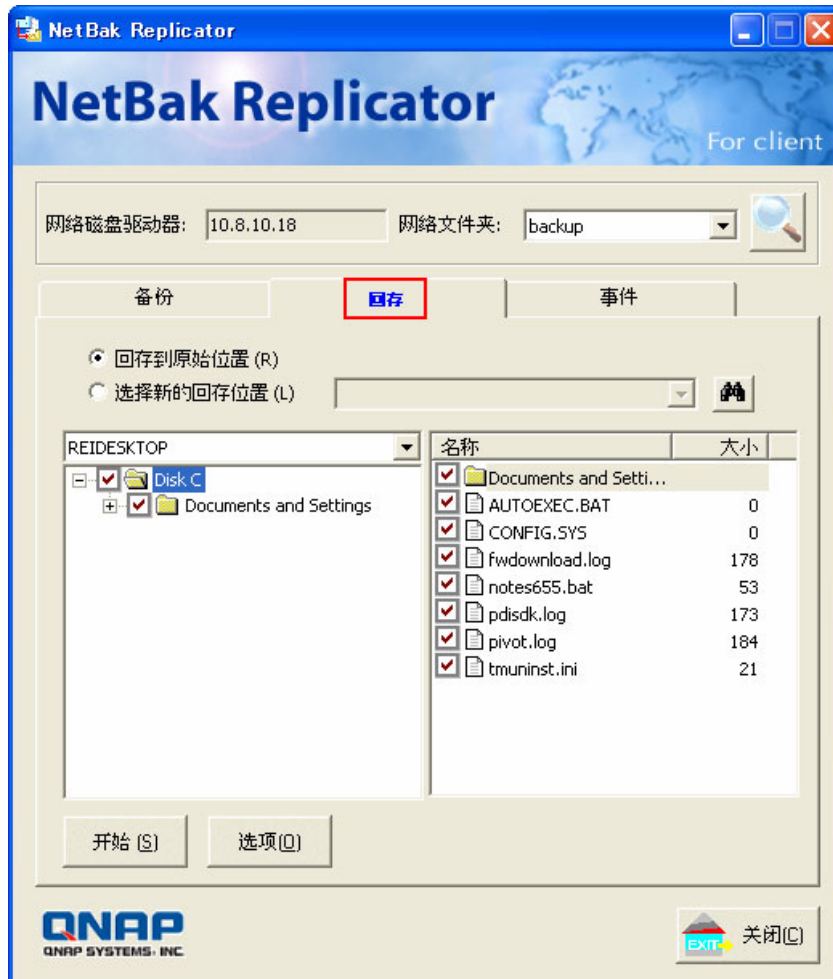 NetBak Replicator
NetBak Replicator
For client
网络磁盘驱动器: 10.8.10.18 网络文件夹: backup
备份 回存 事件
回存到原始位置 (R)
选择新的回存位置 (L)
REIDESKTOP
Disk C
Documents and Settings
名称 大小
Documents and Setti...
AUTOEXEC.BAT 0
CONFIG.SYS 0
fwdownload.log 178
notes655.bat 53
pdisdk.log 173
pivot.log 184
tmuninst.ini 21
开始 (S) 选项(O)
QNAP
QNAP SYSTEMS, INC
EXIT 关闭(C)